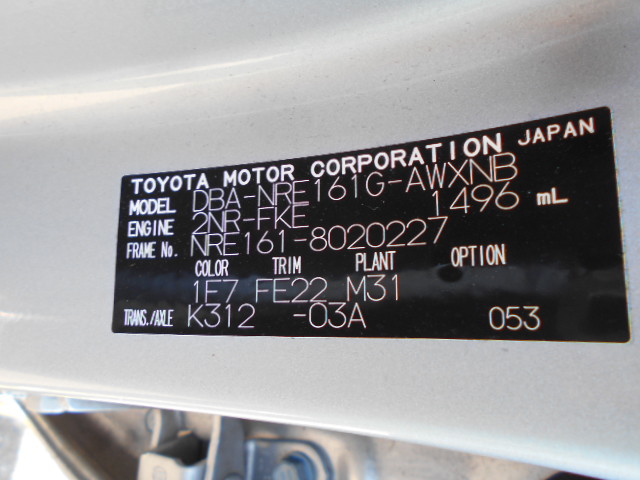 TOYOTA MOTOR CORPORATION JAPAN
MODEL DBA-NRE161G-AWXNB
ENGINE 2NR-FKE 1496 mL
FRAME No. NRE161-8020227
COLOR TRIM PLANT OPTION
1F7 FE22 M31
TRANS./AXLE K312 -03A 053